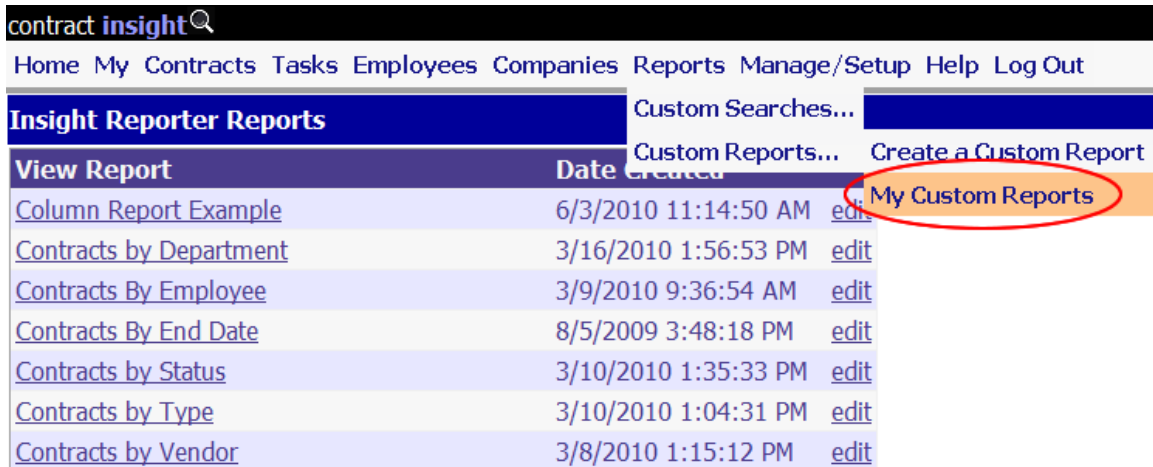 contract insight
Home My Contracts Tasks Employees Companies Reports Manage/Setup Help Log Out
Insight Reporter Reports
Custom Searches...
Custom Reports... Create a Custom Report
My Custom Reports
View Report Date Created
Column Report Example 6/3/2010 11:14:50 AM edit
Contracts by Department 3/16/2010 1:56:53 PM edit
Contracts By Employee 3/9/2010 9:36:54 AM edit
Contracts By End Date 8/5/2009 3:48:18 PM edit
Contracts by Status 3/10/2010 1:35:33 PM edit
Contracts by Type 3/10/2010 1:04:31 PM edit
Contracts by Vendor 3/8/2010 1:15:12 PM edit